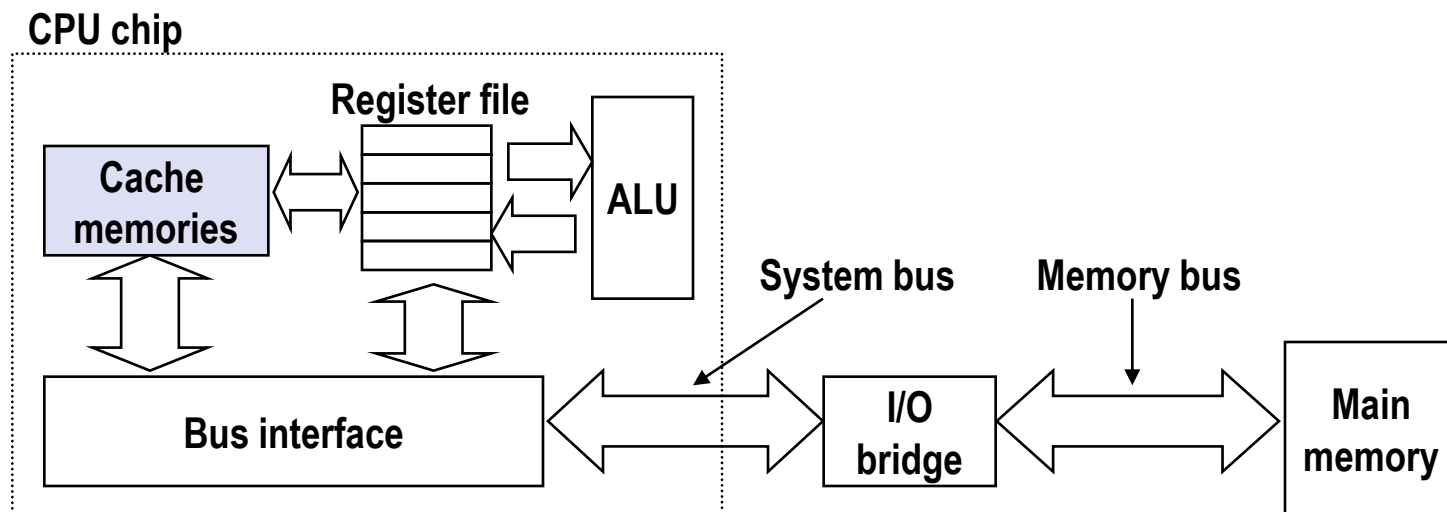 CPU chip
Register file
Cache
memories
ALU
System bus
Memory bus
Bus interface
I/O
bridge
Main
memory